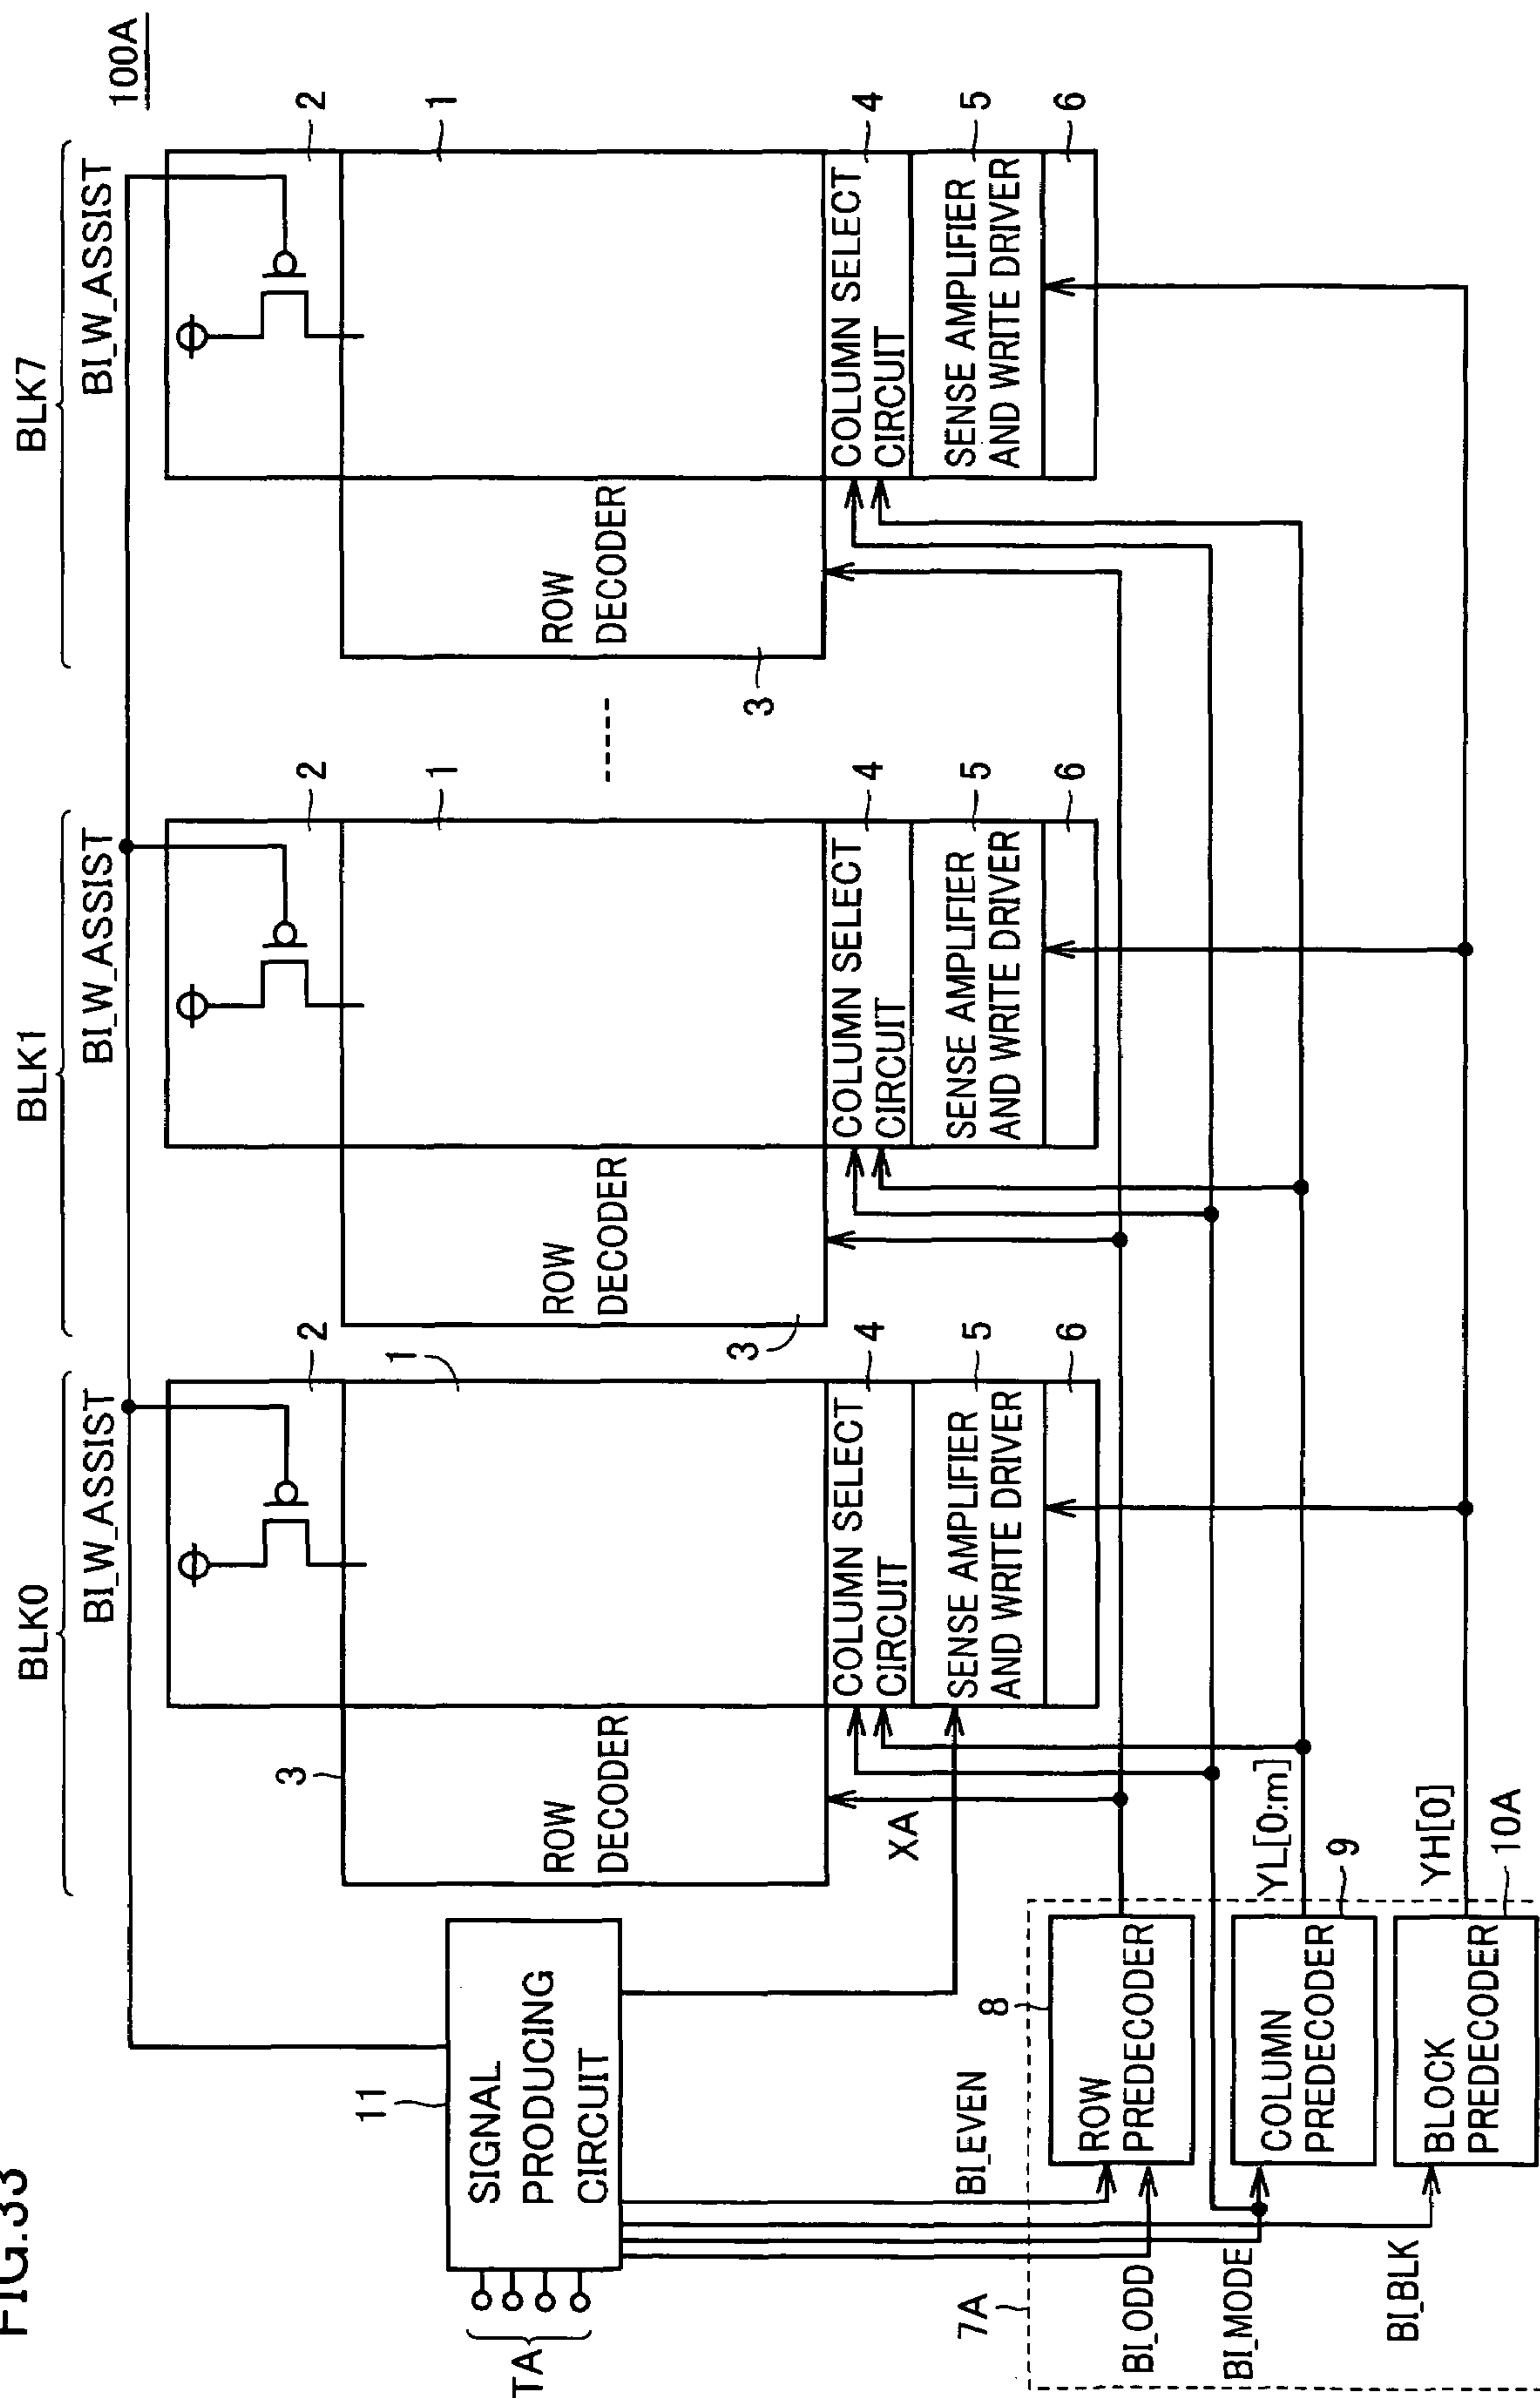 FIG.33
100A
BLK0
BLK1
BLK7
BI_W_ASSIST
BI_W_ASSIST
BI_W_ASSIST
2
1
3
ROW
DECODER
COLUMN SELECT
CIRCUIT
4
SENSE AMPLIFIER
AND WRITE DRIVER
5
6
2
1
3
ROW
DECODER
COLUMN SELECT
CIRCUIT
4
SENSE AMPLIFIER
AND WRITE DRIVER
5
6
2
1
3
ROW
DECODER
COLUMN SELECT
CIRCUIT
4
SENSE AMPLIFIER
AND WRITE DRIVER
5
6
11
SIGNAL
PRODUCING
CIRCUIT
TA
XA
BI_EVEN
8
ROW
PREDECODER
BI_ODD
7A
YL[0:m]
9
COLUMN
PREDECODER
BI_MODE
YH[0]
10A
BLOCK
PREDECODER
BI_BLK